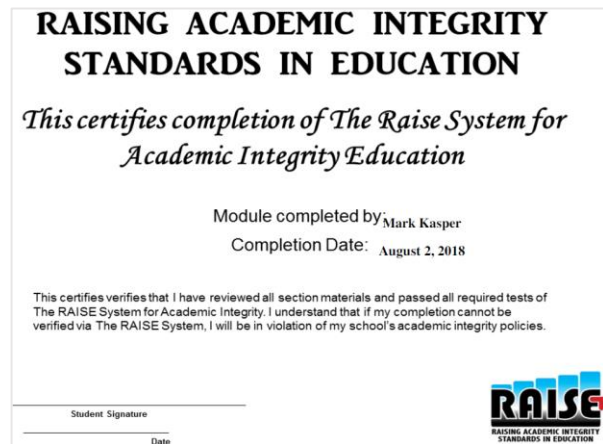 RAISING ACADEMIC INTEGRITY
STANDARDS IN EDUCATION
This certifies completion of The Raise System for
Academic Integrity Education
Module completed by: Mark Kasper
Completion Date: August 2, 2018
This certifies verifies that I have reviewed all section materials and passed all required tests of
The RAISE System for Academic Integrity. I understand that if my completion cannot be
verified via The RAISE System, I will be in violation of my school's academic integrity policies.
Student Signature
Date
RAISE
RAISING ACADEMIC INTEGRITY
STANDARDS IN EDUCATION